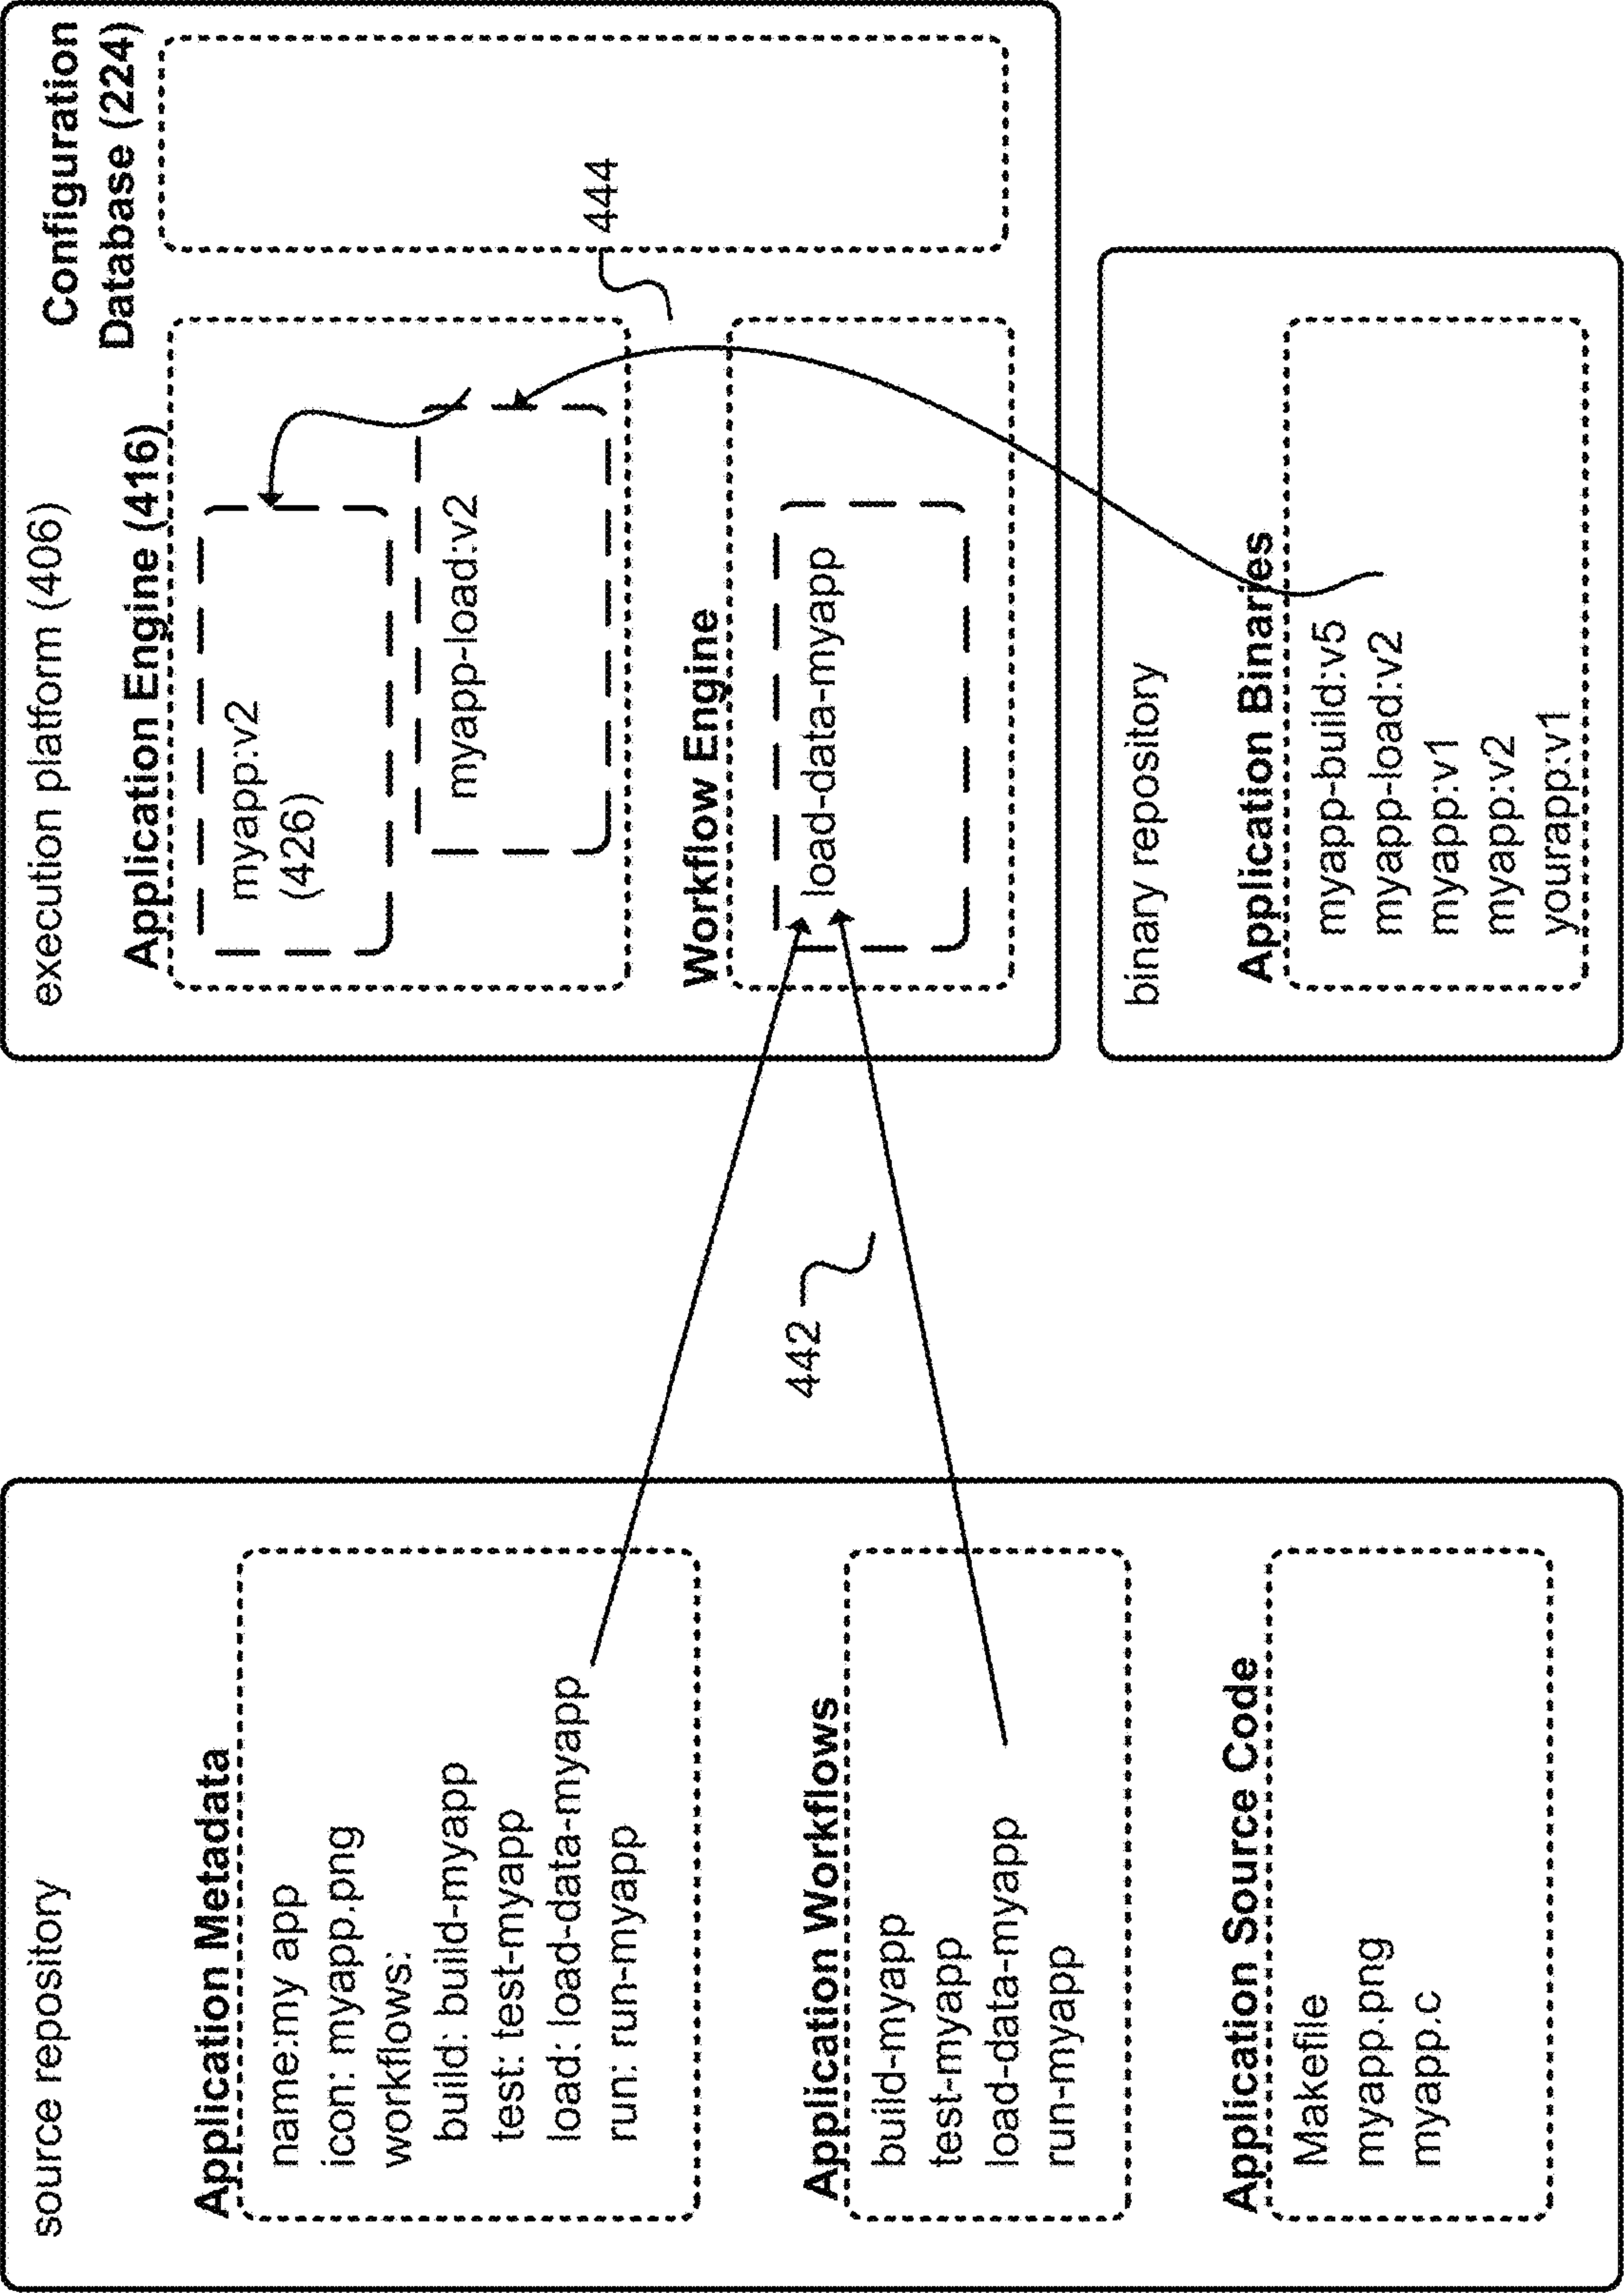 source repository
Application Metadata
name:my app
icon: myapp.png
workflows:
build: build-myapp
test: test-myapp
load: load-data-myapp
run: run-myapp
Application Workflows
build-myapp
test-myapp
load-data-myapp
run-myapp
Application Source Code
Makefile
myapp.png
myapp.c
442
execution platform (406)
Application Engine (416)
myapp:v2
(426)
myapp-load:v2
Workflow Engine
load-data-myapp
444
Configuration
Database (224)
binary repository
Application Binaries
myapp-build:v5
myapp-load:v2
myapp:v1
myapp:v2
yourapp:v1